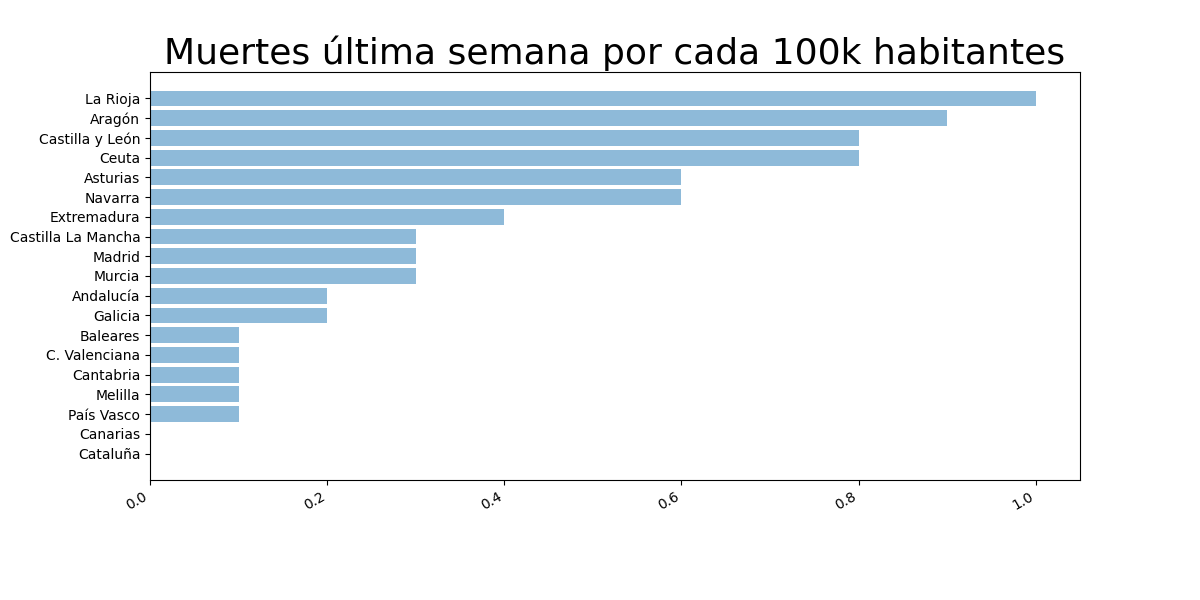 Muertes última semana por cada 100k habitantes
La Rioja
Aragón
Castilla y León
Ceuta
Asturias
Navarra
Extremadura
Castilla La Mancha
Madrid
Murcia
Andalucía
Galicia
Baleares
C. Valenciana
Cantabria
Melilla
País Vasco
Canarias
Cataluña
0.0 0.2 0.4 0.6 0.8 1.0